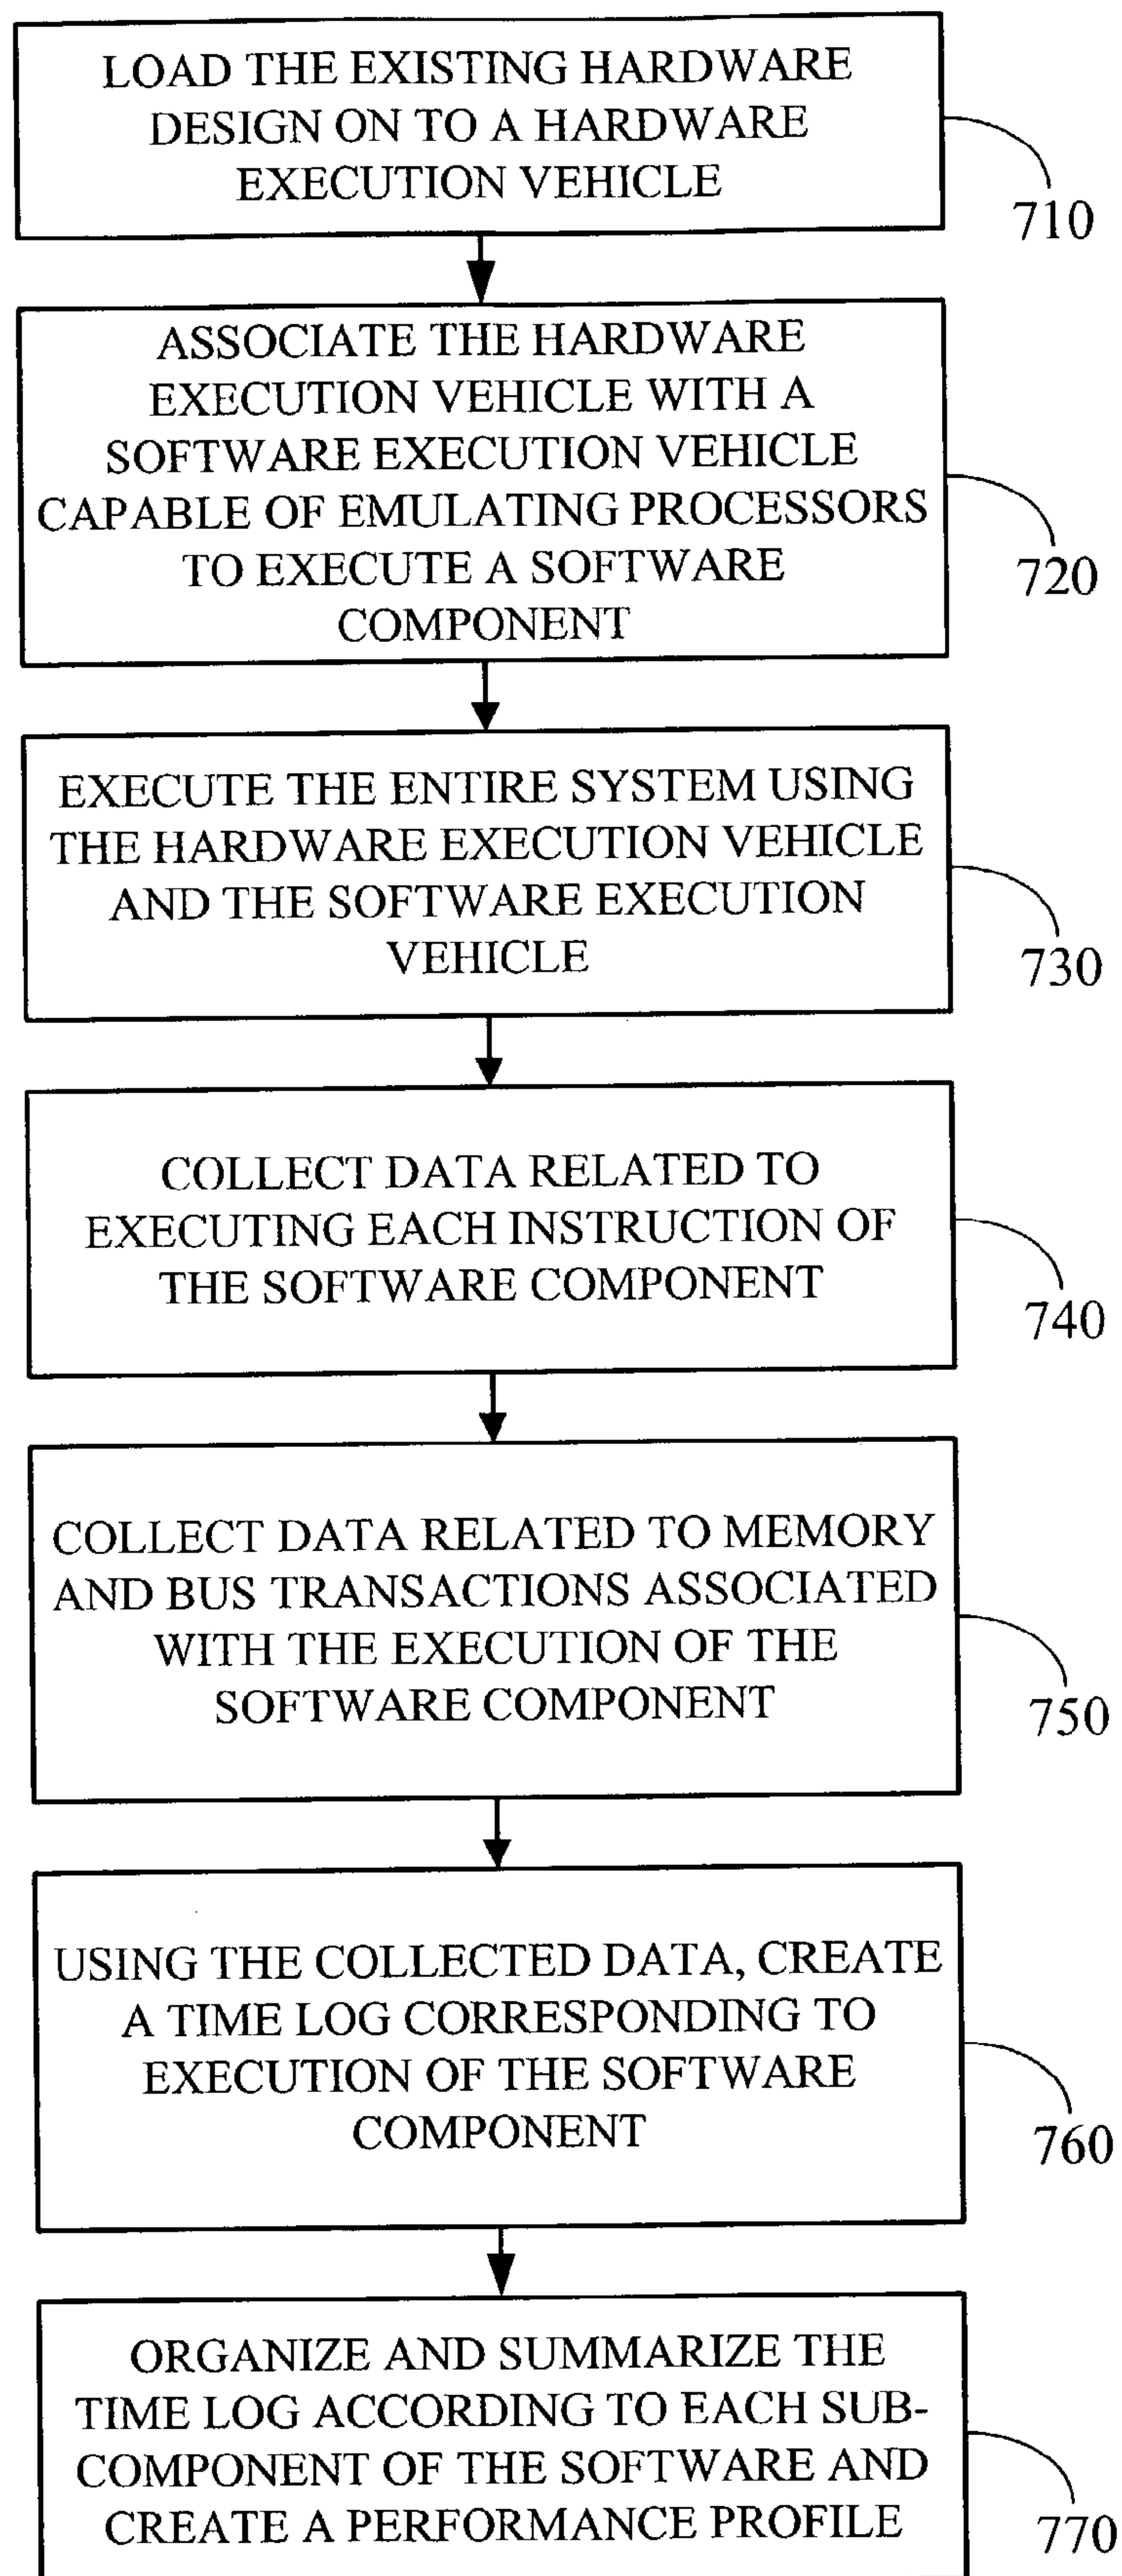 LOAD THE EXISTING HARDWARE
DESIGN ON TO A HARDWARE
EXECUTION VEHICLE
710
ASSOCIATE THE HARDWARE
EXECUTION VEHICLE WITH A
SOFTWARE EXECUTION VEHICLE
CAPABLE OF EMULATING PROCESSORS
TO EXECUTE A SOFTWARE
COMPONENT
720
EXECUTE THE ENTIRE SYSTEM USING
THE HARDWARE EXECUTION VEHICLE
AND THE SOFTWARE EXECUTION
VEHICLE
730
COLLECT DATA RELATED TO
EXECUTING EACH INSTRUCTION OF
THE SOFTWARE COMPONENT
740
COLLECT DATA RELATED TO MEMORY
AND BUS TRANSACTIONS ASSOCIATED
WITH THE EXECUTION OF THE
SOFTWARE COMPONENT
750
USING THE COLLECTED DATA, CREATE
A TIME LOG CORRESPONDING TO
EXECUTION OF THE SOFTWARE
COMPONENT
760
ORGANIZE AND SUMMARIZE THE
TIME LOG ACCORDING TO EACH SUB-
COMPONENT OF THE SOFTWARE AND
CREATE A PERFORMANCE PROFILE
770